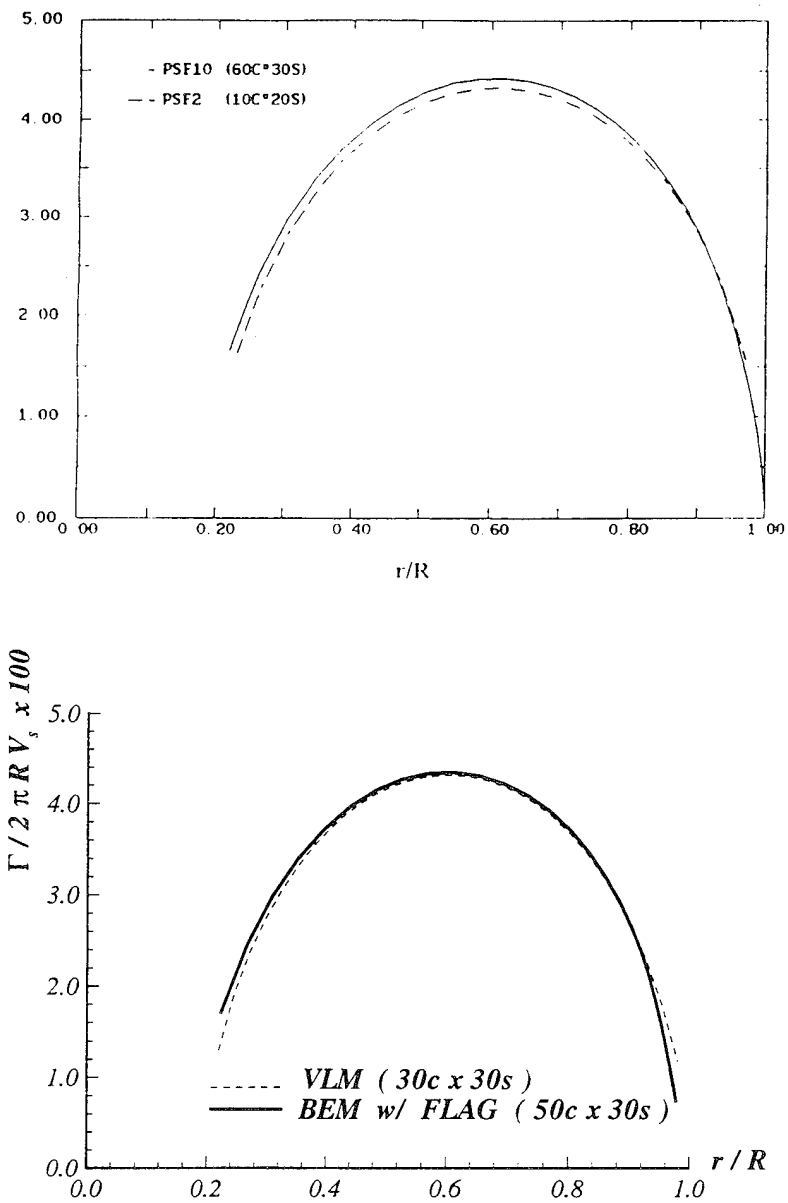 5.00
- PSF10 (60C*30S)
— - PSF2 (10C*20S)
4.00
3.00
2 00
1.00
0.00
0 00 0.20 0 40 0.60 0.80 1 00
r/R
Γ / 2 π R Vs x 100
5.0
4.0
3.0
2.0
1.0
0.0
VLM ( 30c x 30s )
BEM w/ FLAG ( 50c x 30s )
r / R
0.0 0.2 0.4 0.6 0.8 1.0